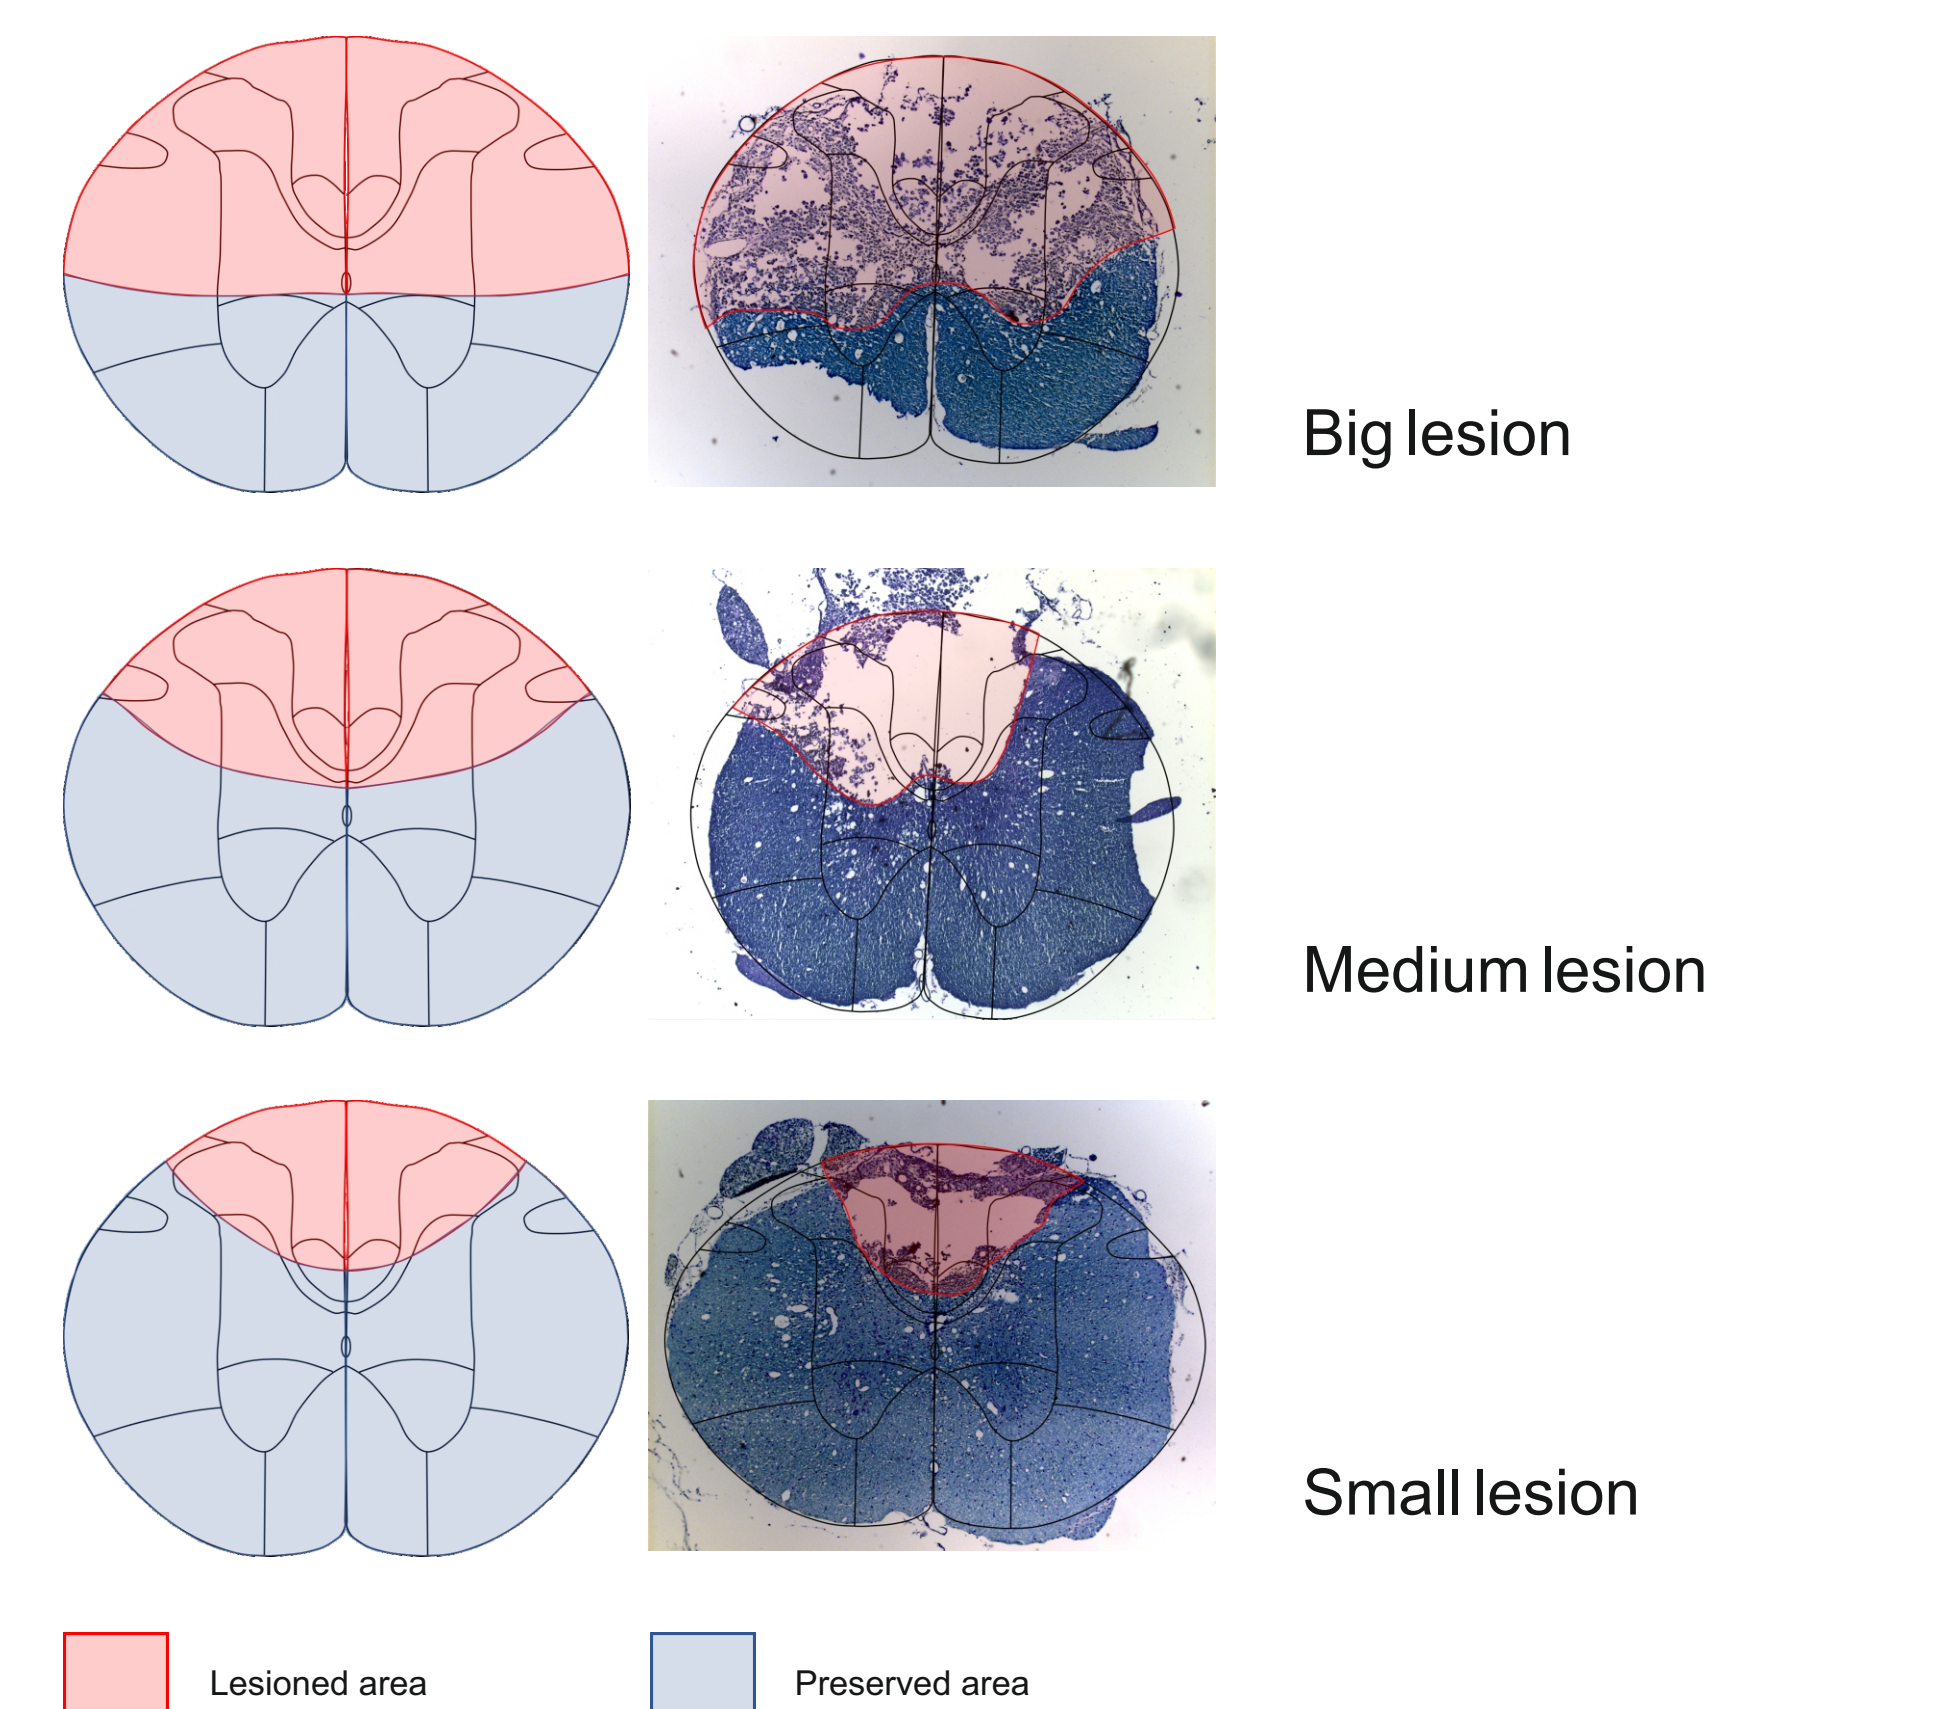 Big lesion
Medium lesion
Small lesion
Lesioned area
Preserved area